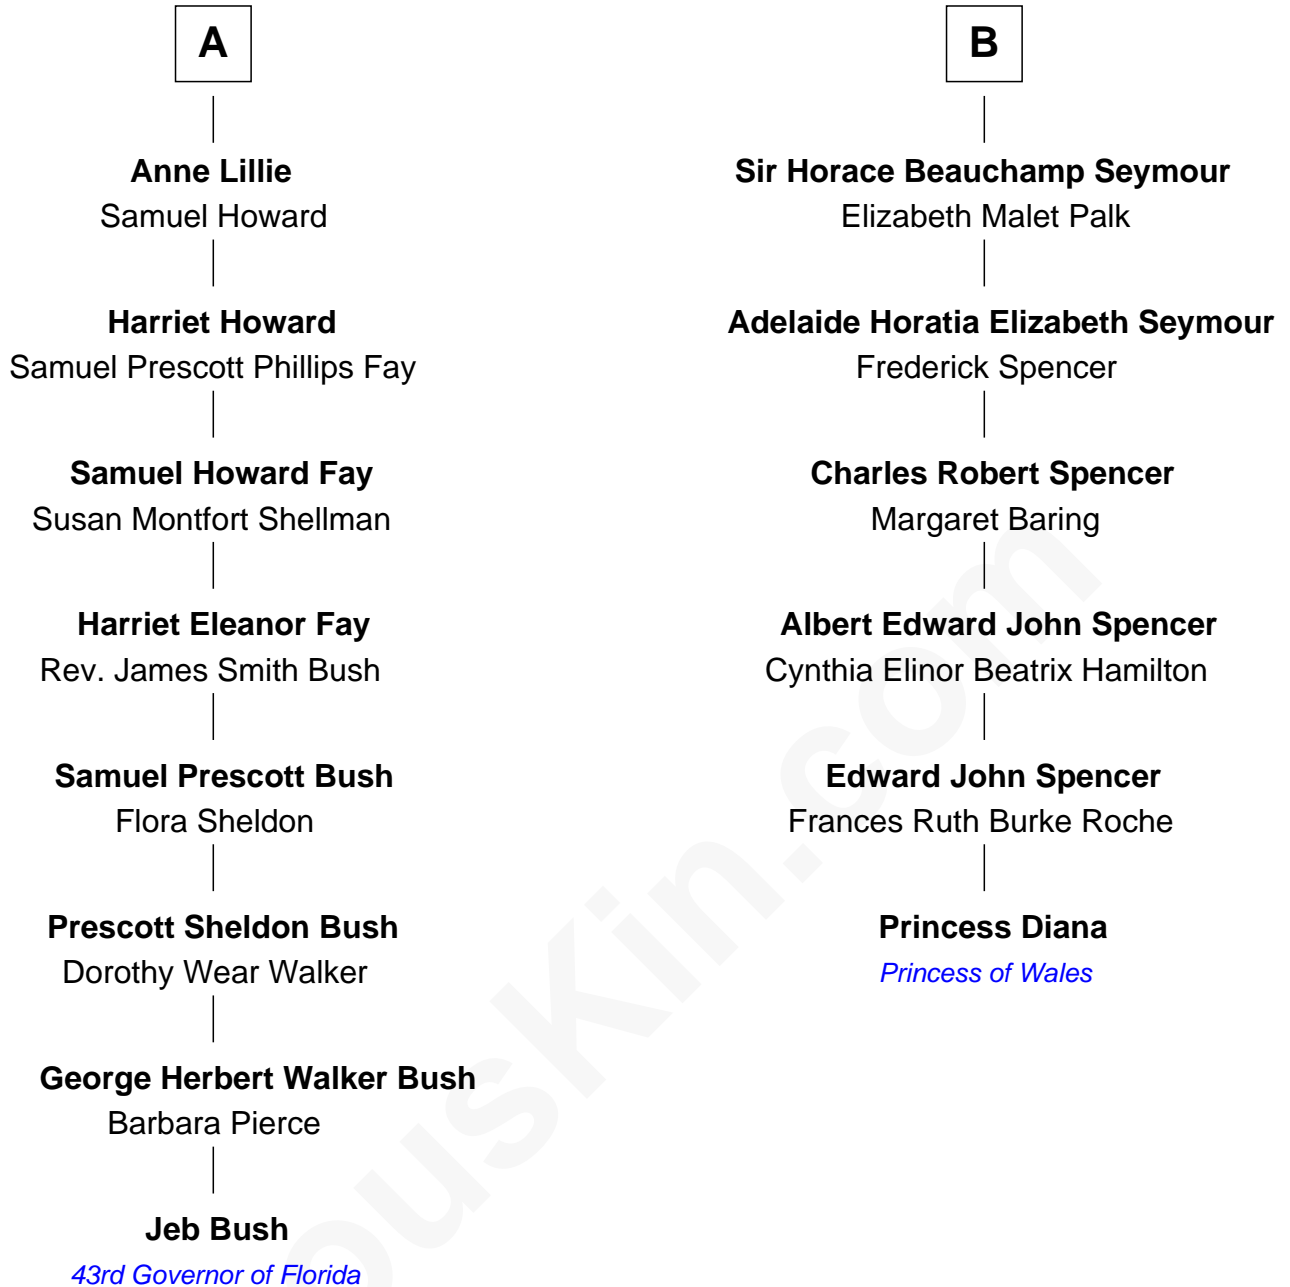 A
Anne Lillie
Samuel Howard
Harriet Howard
Samuel Prescott Phillips Fay
Samuel Howard Fay
Susan Montfort Shellman
Harriet Eleanor Fay
Rev. James Smith Bush
Samuel Prescott Bush
Flora Sheldon
Prescott Sheldon Bush
Dorothy Wear Walker
George Herbert Walker Bush
Barbara Pierce
Jeb Bush
43rd Governor of Florida
B
Sir Horace Beauchamp Seymour
Elizabeth Malet Palk
Adelaide Horatia Elizabeth Seymour
Frederick Spencer
Charles Robert Spencer
Margaret Baring
Albert Edward John Spencer
Cynthia Elinor Beatrix Hamilton
Edward John Spencer
Frances Ruth Burke Roche
Princess Diana
Princess of Wales
ousKin.com